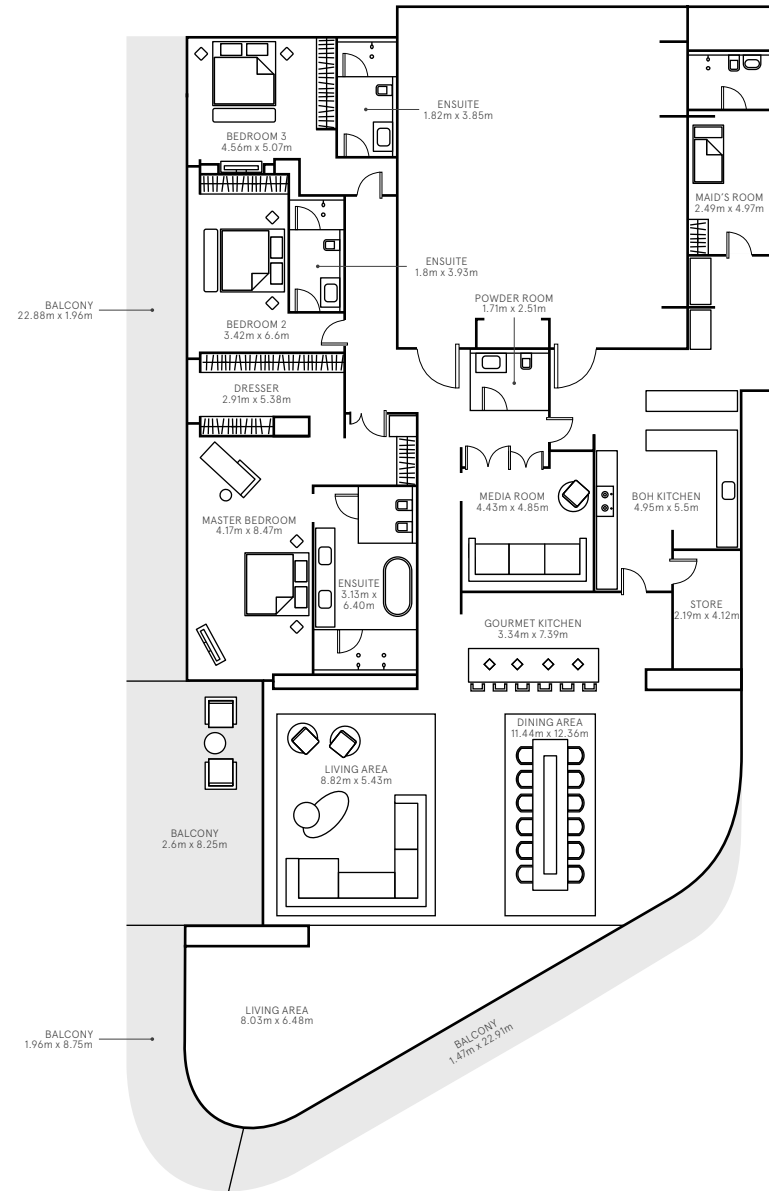 ENSUITE
1.82m x 3.85m
BEDROOM 3
4.56m x 5.07m
MAID'S ROOM
2.49m x 4.97m
ENSUITE
1.8m x 3.93m
POWDER ROOM
1.71m x 2.51m
BALCONY
22.88m x 1.96m
BEDROOM 2
3.42m x 6.6m
DRESSER
2.91m x 5.38m
MEDIA ROOM
4.43m x 4.85m
BOH KITCHEN
4.95m x 5.5m
MASTER BEDROOM
4.17m x 8.47m
ENSUITE
3.13m x
6.40m
STORE
2.19m x 4.12m
GOURMET KITCHEN
3.34m x 7.39m
DINING AREA
11.44m x 12.36m
LIVING AREA
8.82m x 5.43m
BALCONY
2.6m x 8.25m
LIVING AREA
8.03m x 6.48m
BALCONY
1.96m x 8.75m
BALCONY
1.47m x 22.91m